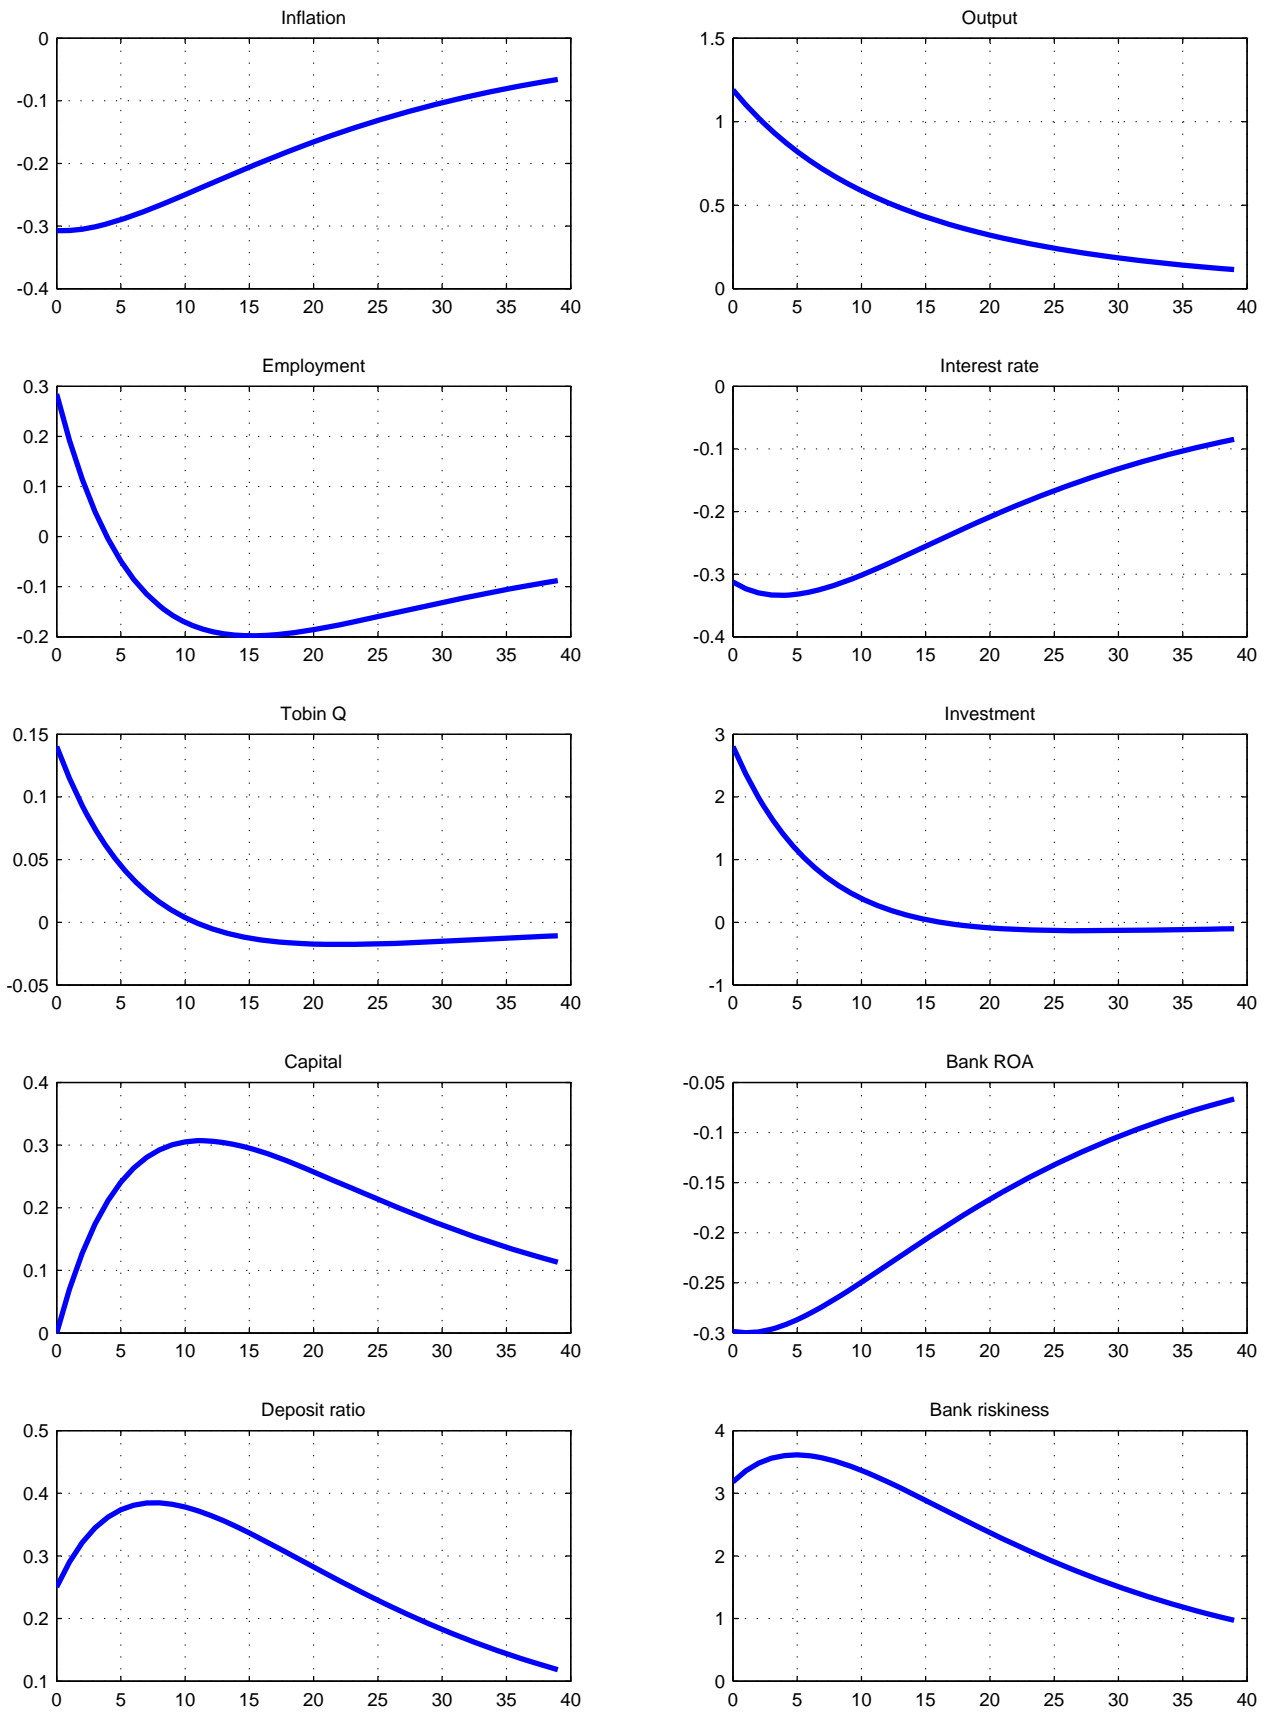 Inflation
0
-0.1
-0.2
-0.3
-0.4
0 5 10 15 20 25 30 35 40
Output
1.5
1
0.5
0
0 5 10 15 20 25 30 35 40
Employment
0.3
0.2
0.1
0
-0.1
-0.2
0 5 10 15 20 25 30 35 40
Interest rate
0
-0.1
-0.2
-0.3
-0.4
0 5 10 15 20 25 30 35 40
Tobin Q
0.15
0.1
0.05
0
-0.05
0 5 10 15 20 25 30 35 40
Investment
3
2
1
0
-1
0 5 10 15 20 25 30 35 40
Capital
0.4
0.3
0.2
0.1
0
0 5 10 15 20 25 30 35 40
Bank ROA
-0.05
-0.1
-0.15
-0.2
-0.25
-0.3
0 5 10 15 20 25 30 35 40
Deposit ratio
0.5
0.4
0.3
0.2
0.1
0 5 10 15 20 25 30 35 40
Bank riskiness
4
3
2
1
0
0 5 10 15 20 25 30 35 40